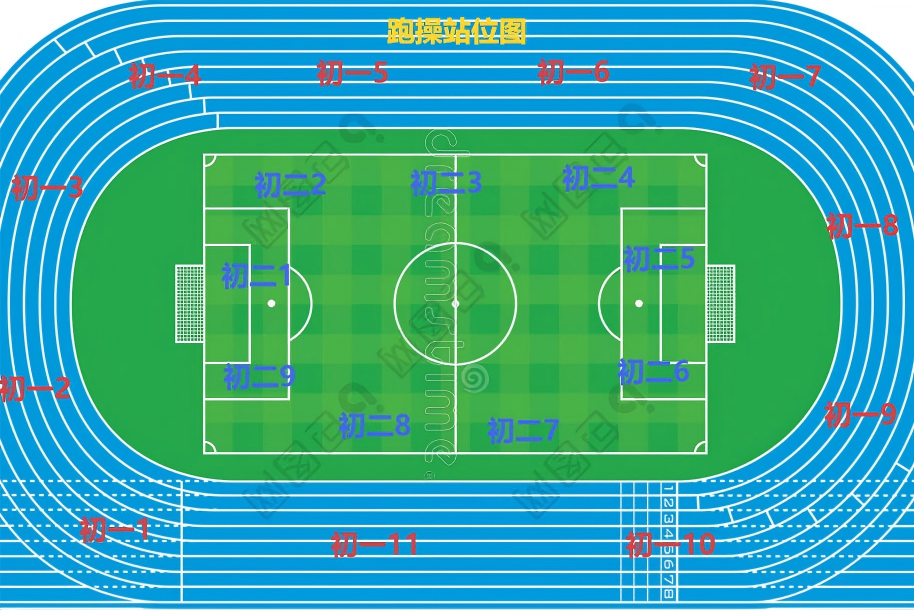 跑操站位图
初一4
初一5
初一6
初一7
初一3
初二2
初二3
初二4
初一8
初二1
初二5
初一2
初二9
初二6
初一9
初二8
初二7
初一1
初一11
初一10
1
2
3
4
5
6
7
8
dreamstime